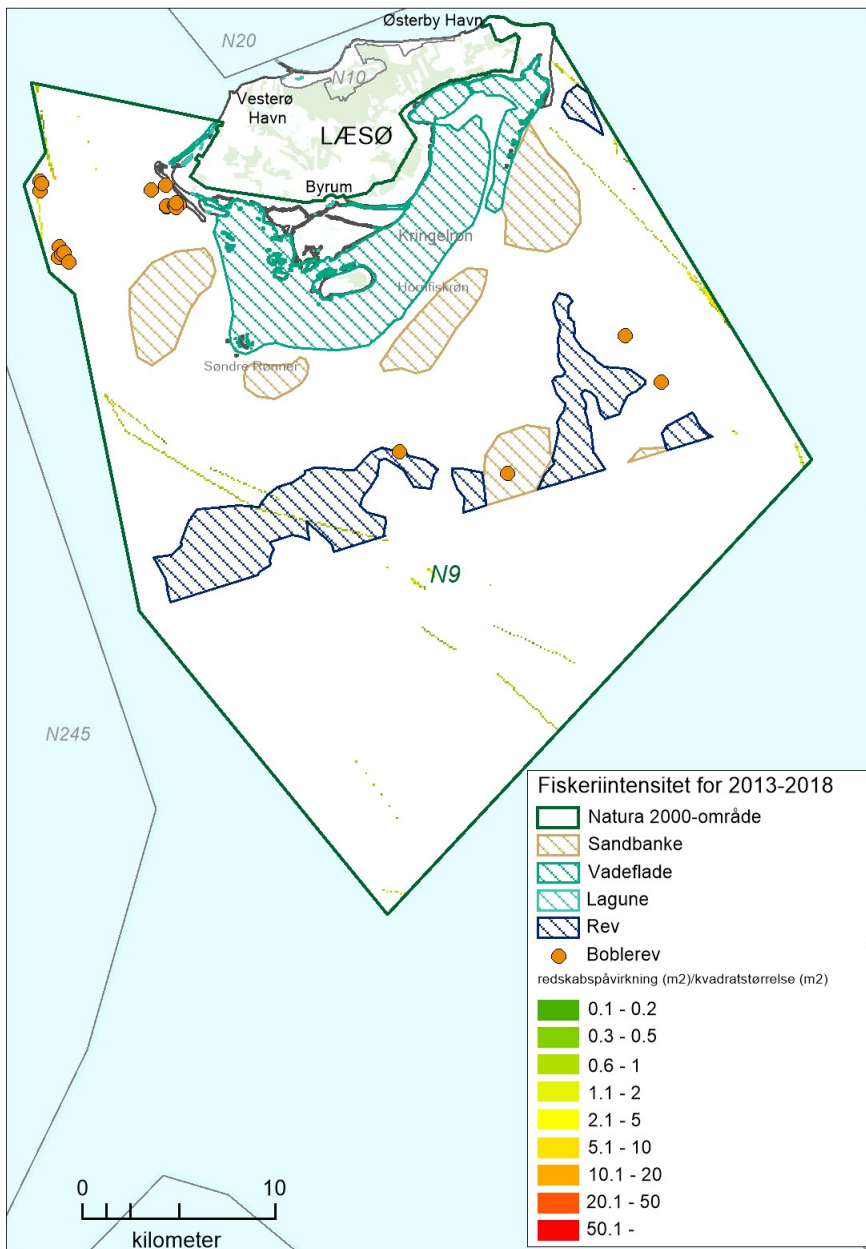 Østerby Havn
N20
N10
Vesterø
Havn
LÆSØ
Byrum
Kringelrøn
Hornfiskrøn
Søndre Rønner
N9
N245
Fiskeriintensitet for 2013-2018
Natura 2000-område
Sandbanke
Vadeflade
Lagune
Rev
Boblerev
redskabspåvirkning (m2)/kvadratstørrelse (m2)
0.1 - 0.2
0.3 - 0.5
0.6 - 1
1.1 - 2
2.1 - 5
5.1 - 10
10.1 - 20
20.1 - 50
50.1 -
0 10
kilometer